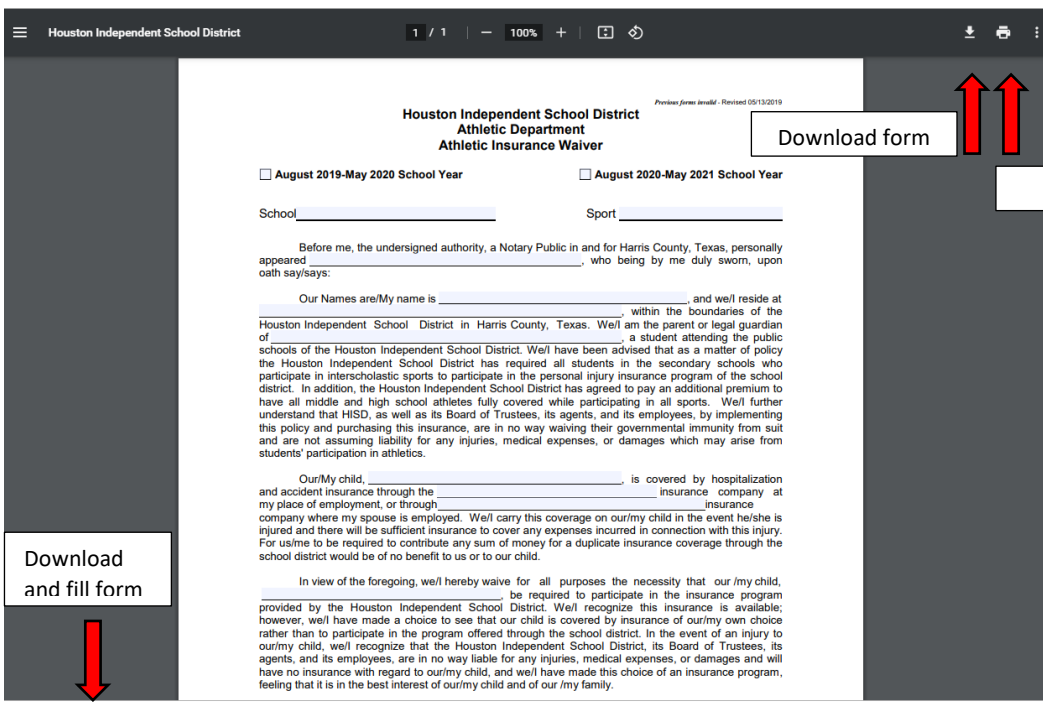 Houston Independent School District
1 / 1
100%
Previous forms invalid - Revised 05/13/2019
Houston Independent School District
Athletic Department
Athletic Insurance Waiver
Download form
August 2019-May 2020 School Year
August 2020-May 2021 School Year
School
Sport
Before me, the undersigned authority, a Notary Public in and for Harris County, Texas, personally
appeared , who being by me duly sworn, upon
oath say/says:
Our Names are/My name is , and we/I reside at
, within the boundaries of the
Houston Independent School District in Harris County, Texas. We/I am the parent or legal guardian
of , a student attending the public
schools of the Houston Independent School District. We/I have been advised that as a matter of policy
the Houston Independent School District has required all students in the secondary schools who
participate in interscholastic sports to participate in the personal injury insurance program of the school
district. In addition, the Houston Independent School District has agreed to pay an additional premium to
have all middle and high school athletes fully covered while participating in all sports. We/I further
understand that HISD, as well as its Board of Trustees, its agents, and its employees, by implementing
this policy and purchasing this insurance, are in no way waiving their governmental immunity from suit
and are not assuming liability for any injuries, medical expenses, or damages which may arise from
students' participation in athletics.
Our/My child, , is covered by hospitalization
and accident insurance through the insurance company at
my place of employment, or through insurance
company where my spouse is employed. We/I carry this coverage on our/my child in the event he/she is
injured and there will be sufficient insurance to cover any expenses incurred in connection with this injury.
For us/me to be required to contribute any sum of money for a duplicate insurance coverage through the
school district would be of no benefit to us or to our child.
Download
and fill form
In view of the foregoing, we/I hereby waive for all purposes the necessity that our /my child,
, be required to participate in the insurance program
provided by the Houston Independent School District. We/I recognize this insurance is available;
however, we/I have made a choice to see that our child is covered by insurance of our/my own choice
rather than to participate in the program offered through the school district. In the event of an injury to
our/my child, we/I recognize that the Houston Independent School District, its Board of Trustees, its
agents, and its employees, are in no way liable for any injuries, medical expenses, or damages and will
have no insurance with regard to our/my child, and we/I have made this choice of an insurance program,
feeling that it is in the best interest of our/my child and of our /my family.